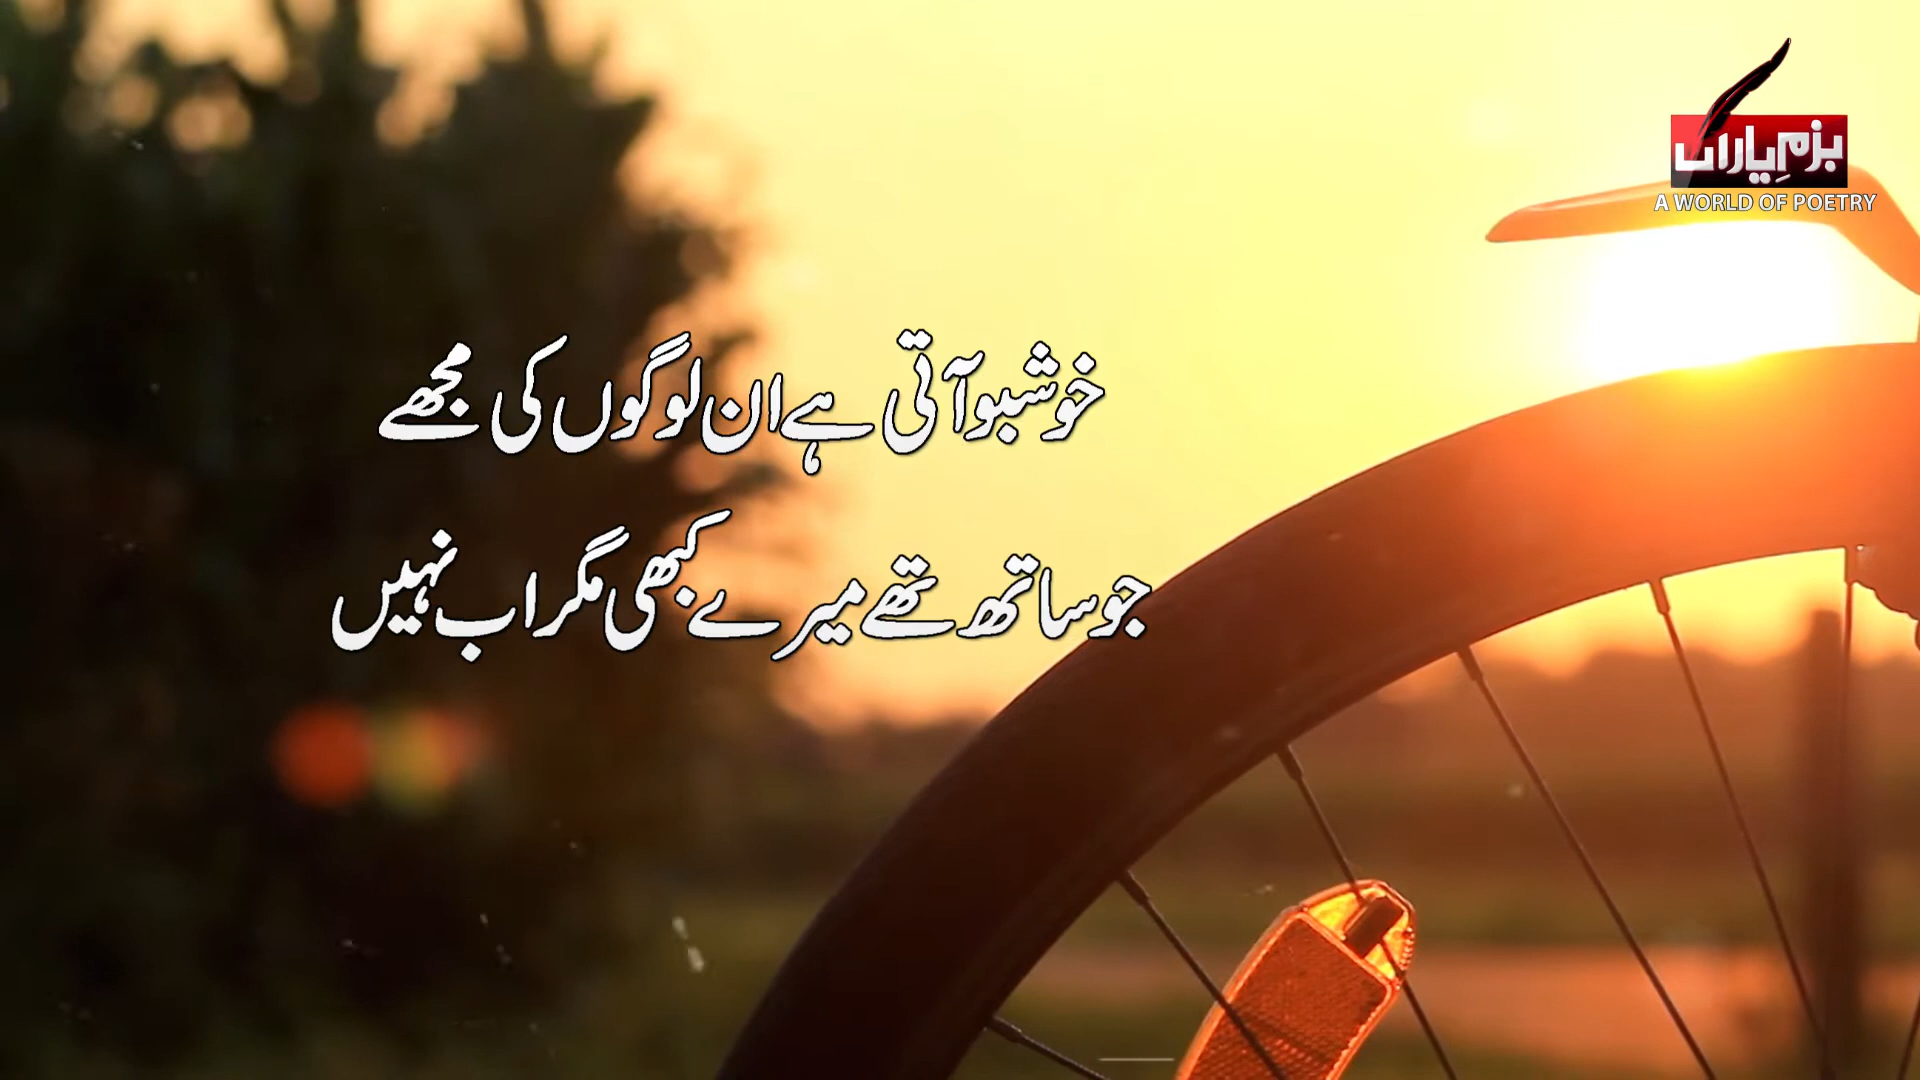 بزمِ یاراں
A WORLD OF POETRY
خوشبو آتی ہے ان لوگوں کی مجھے
جو ساتھ تھے میرے کبھی مگر اب نہیں